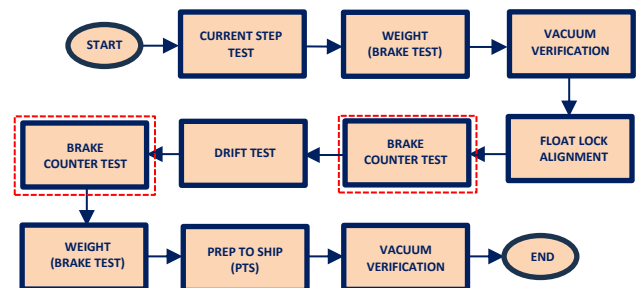 START
CURRENT STEP
TEST
WEIGHT
(BRAKE TEST)
VACUUM
VERIFICATION
FLOAT LOCK
ALIGNMENT
BRAKE
COUNTER TEST
DRIFT TEST
BRAKE
COUNTER TEST
WEIGHT
(BRAKE TEST)
PREP TO SHIP
(PTS)
VACUUM
VERIFICATION
END